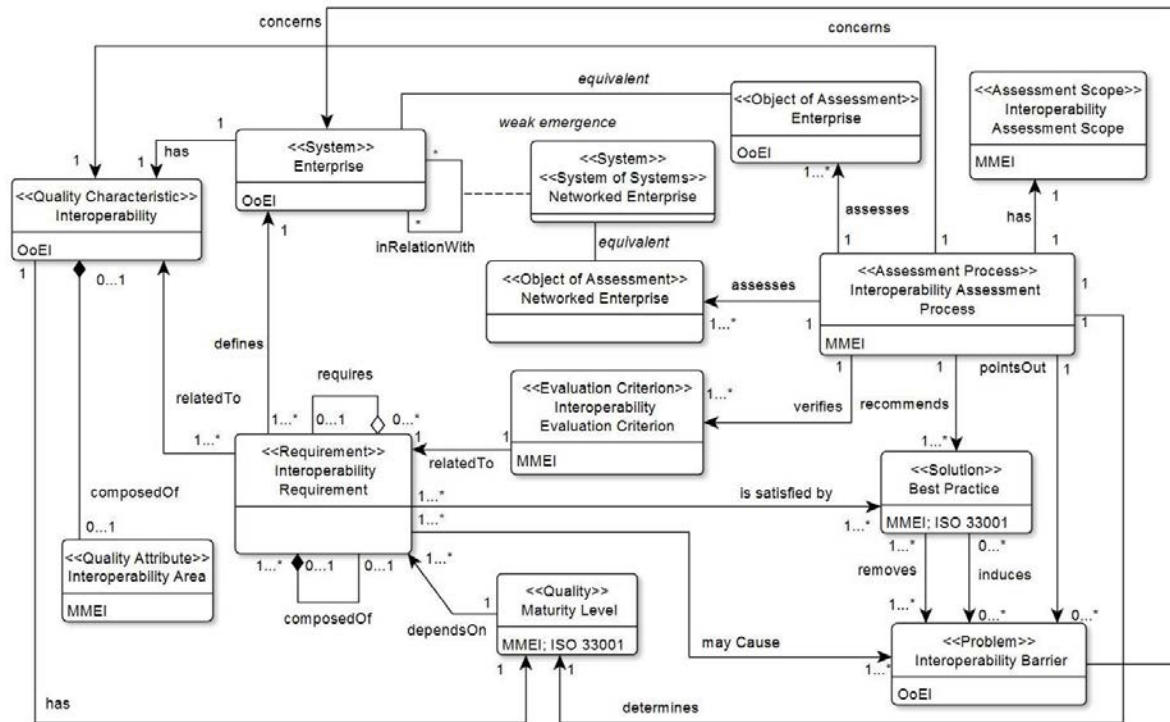 concerns
concerns
equivalent
<<Object of Assessment>>
Enterprise
OoEI
1...*
<<Assessment Scope>>
Interoperability
Assessment Scope
MMEI
1
has
1
weak emergence
1
has
1
1
<<System>>
Enterprise
OoEI
*
*
inRelationWith
1
<<System>>
<<System of Systems>>
Networked Enterprise
equivalent
assesses
1
1
<<Quality Characteristic>>
Interoperability
OoEI
1
0...1
<<Object of Assessment>>
Networked Enterprise
assesses
1...*
1
<<Assessment Process>>
Interoperability Assessment
Process
MMEI
1
1
1
1
1
pointsOut
defines
requires
relatedTo
1...*
1...*
0...1
0...*
<<Evaluation Criterion>>
Interoperability
Evaluation Criterion
MMEI
1...*
verifies
recommends
1
1
relatedTo
1...*
<<Requirement>>
Interoperability
Requirement
1...*
1...*
is satisfied by
1...*
<<Solution>>
Best Practice
MMEI; ISO 33001
composedOf
0...1
<<Quality Attribute>>
Interoperability Area
MMEI
1...*
0...1
0...1
composedOf
1...*
1
dependsOn
<<Quality>>
Maturity Level
MMEI; ISO 33001
1
1
1...*
0...*
removes
induces
1...*
0...*
0...*
may Cause
1...*
<<Problem>>
Interoperability Barrier
OoEI
has
determines